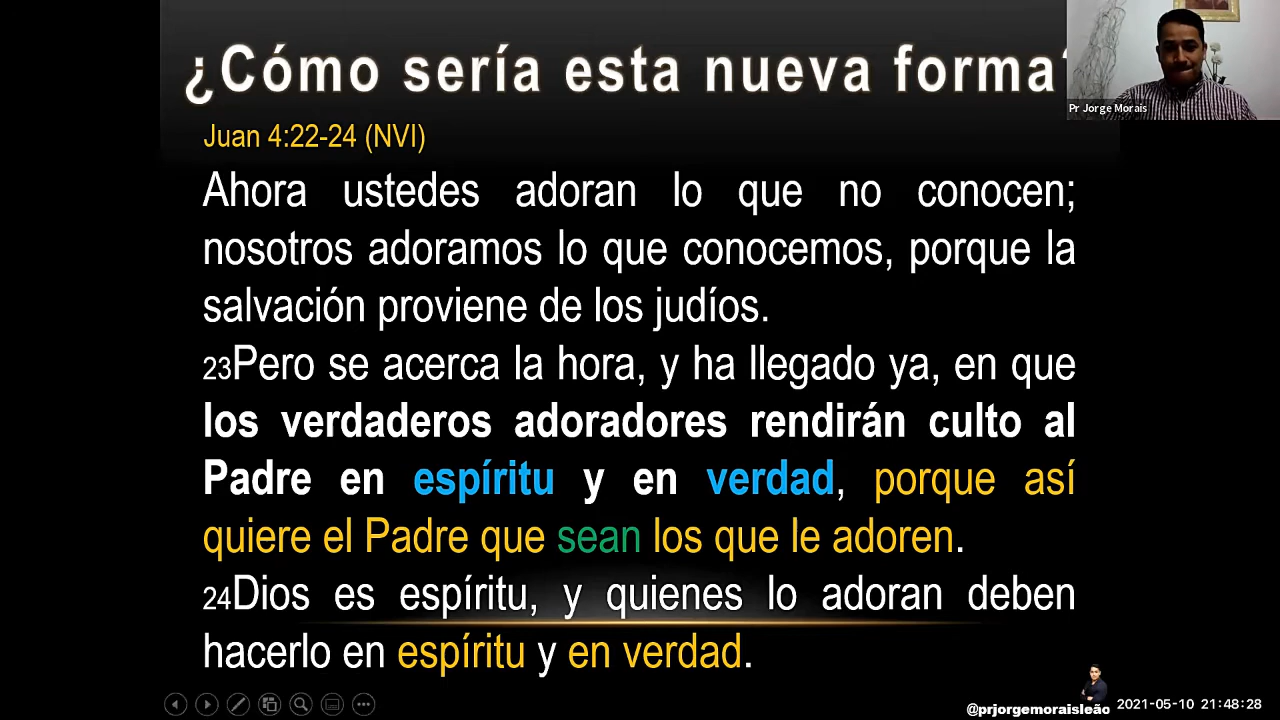 ¿Cómo sería esta nueva forma?
Pr Jorge Morais
Juan 4:22-24 (NVI)
Ahora ustedes adoran lo que no conocen;
nosotros adoramos lo que conocemos, porque la
salvación proviene de los judíos.
23Pero se acerca la hora, y ha llegado ya, en que
los verdaderos adoradores rendirán culto al
Padre en espíritu y en verdad, porque así
quiere el Padre que sean los que le adoren.
24Dios es espíritu, y quienes lo adoran deben
hacerlo en espíritu y en verdad.
@prjorgemoraisleão
2021-05-10 21:48:28